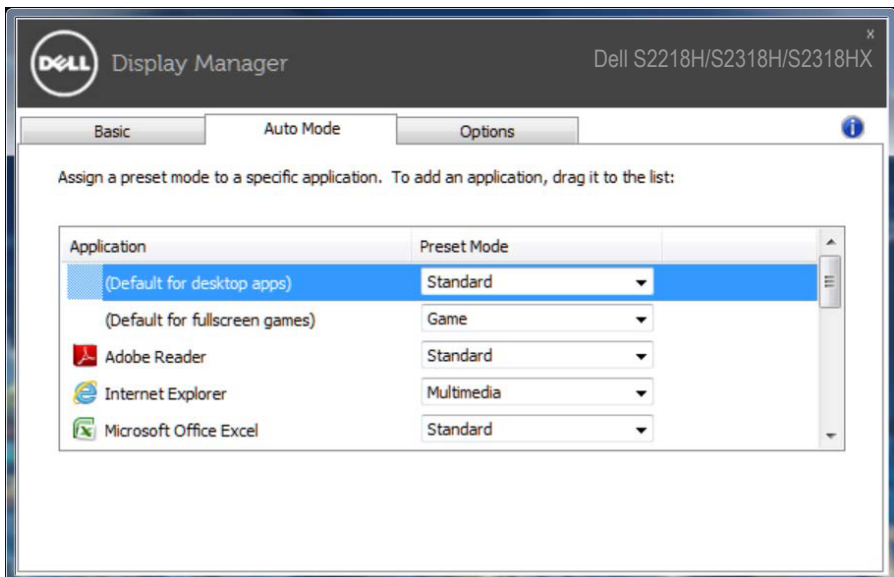 DELL Display Manager
x
Dell S2218H/S2318H/S2318HX
Basic Auto Mode Options
Assign a preset mode to a specific application. To add an application, drag it to the list:
Application Preset Mode
(Default for desktop apps) Standard
(Default for fullscreen games) Game
Adobe Reader Standard
Internet Explorer Multimedia
Microsoft Office Excel Standard